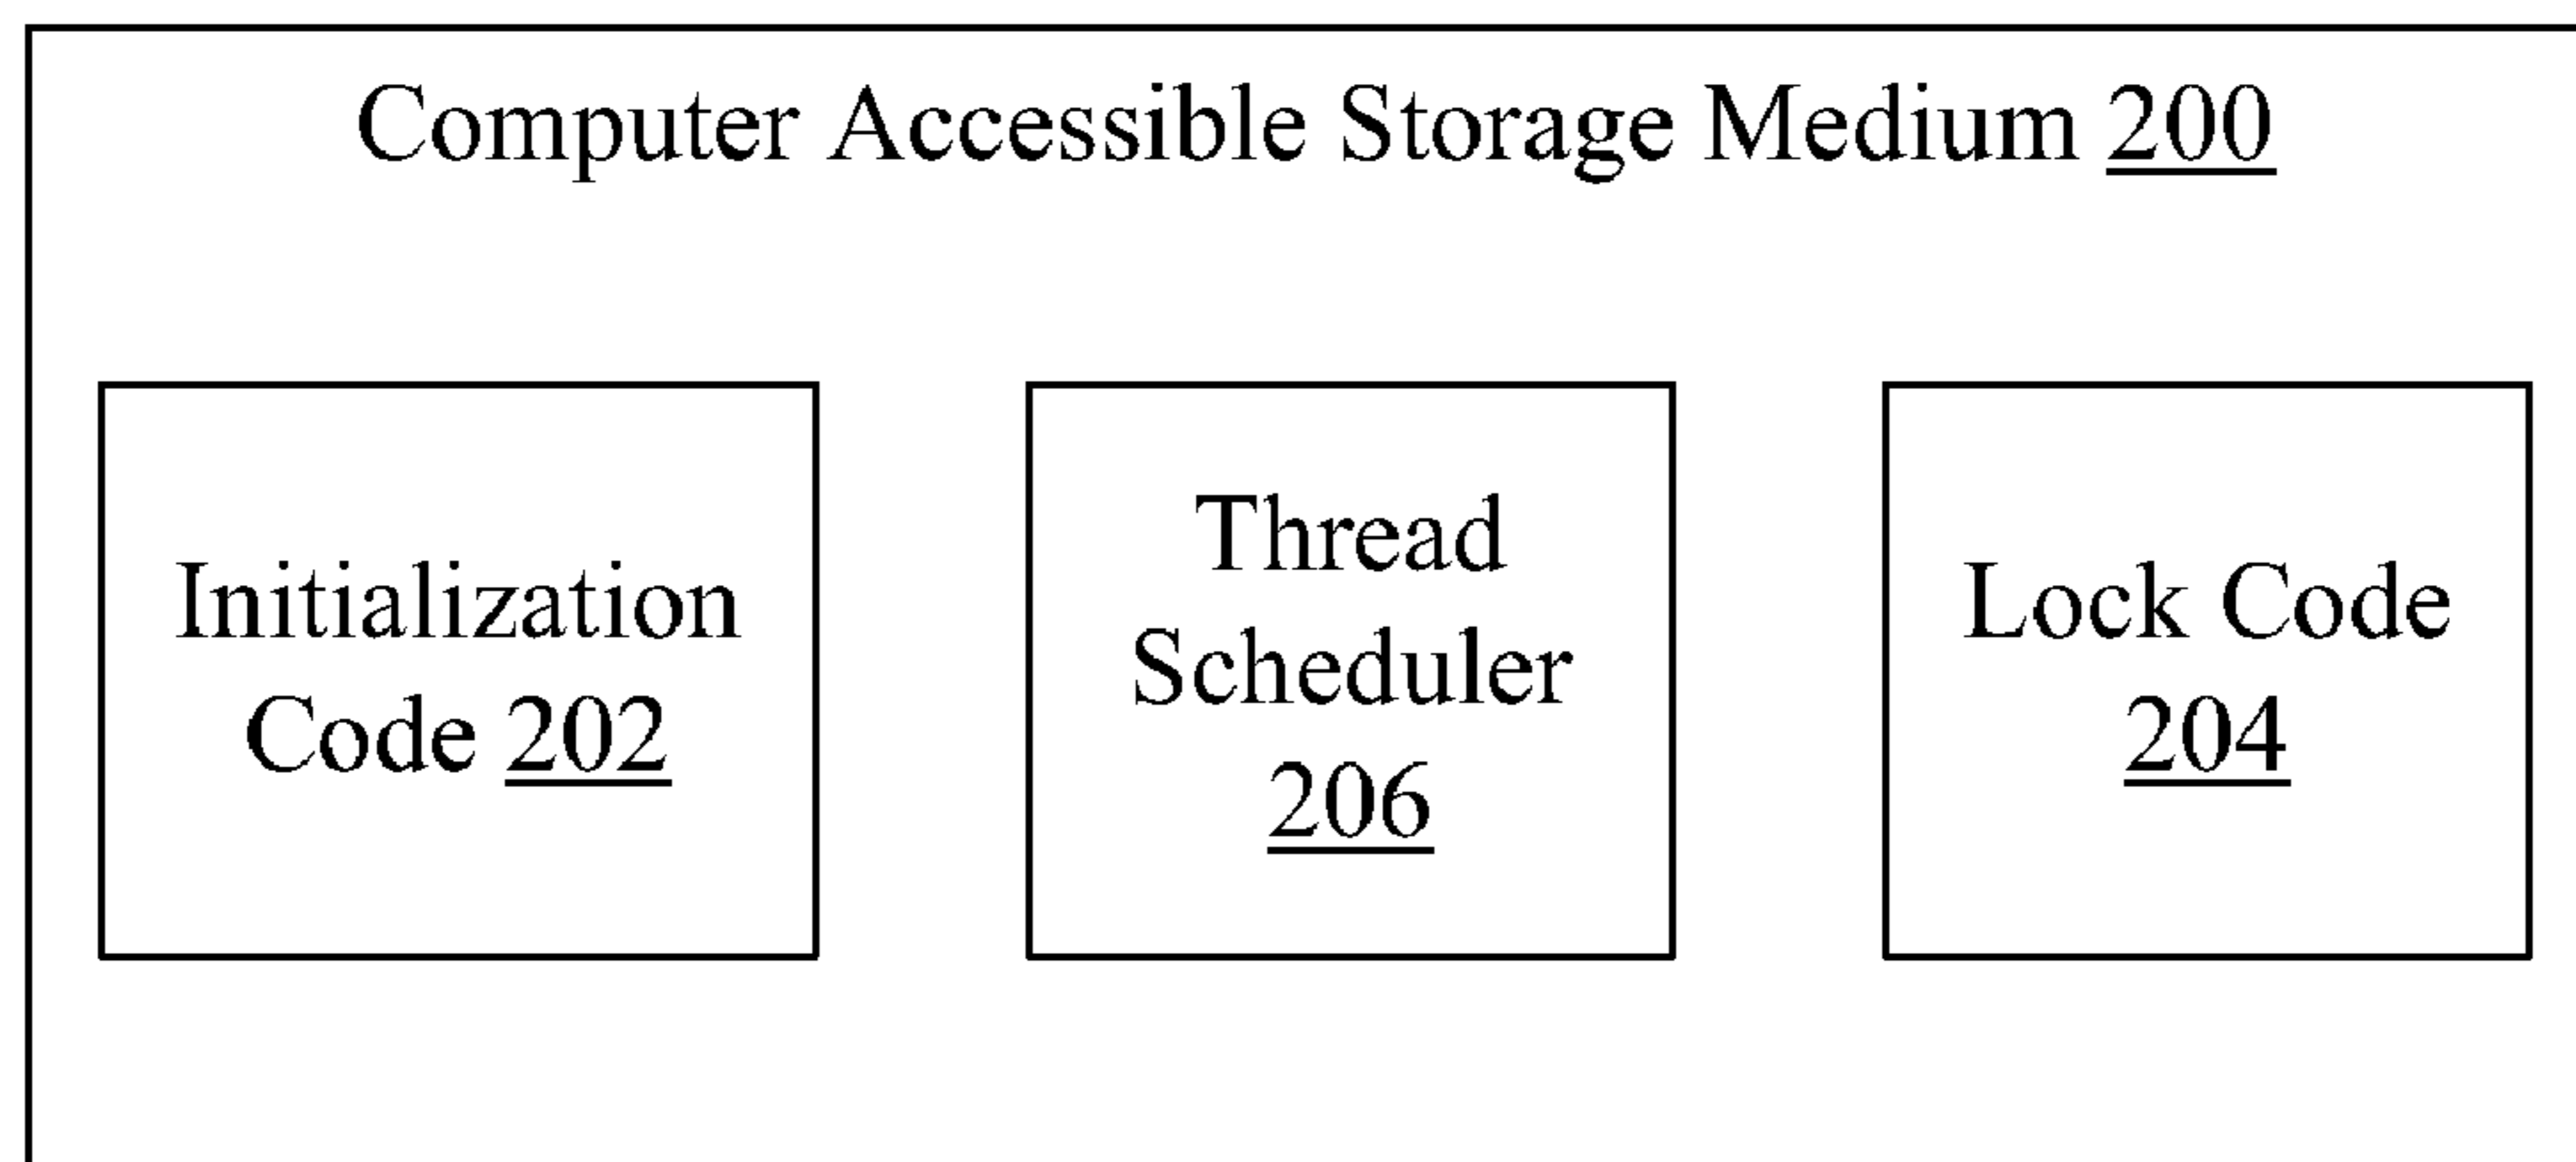 Computer Accessible Storage Medium 200
Initialization
Code 202
Thread
Scheduler
206
Lock Code
204